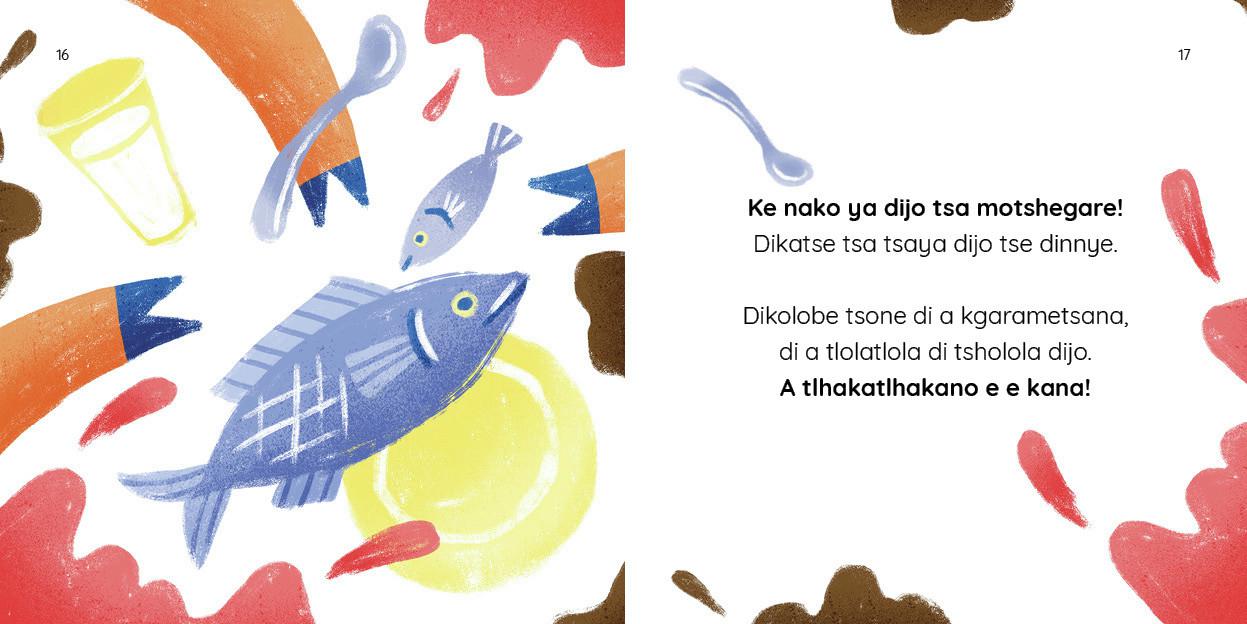 16
17
Ke nako ya dijo tsa motshegare!
Dikatse tsa tsaya dijo tse dinnye.
Dikolobe tsone di a kgarametsana,
di a tlolatlola di tsholola dijo.
A tlhakatlhakano e e kana!